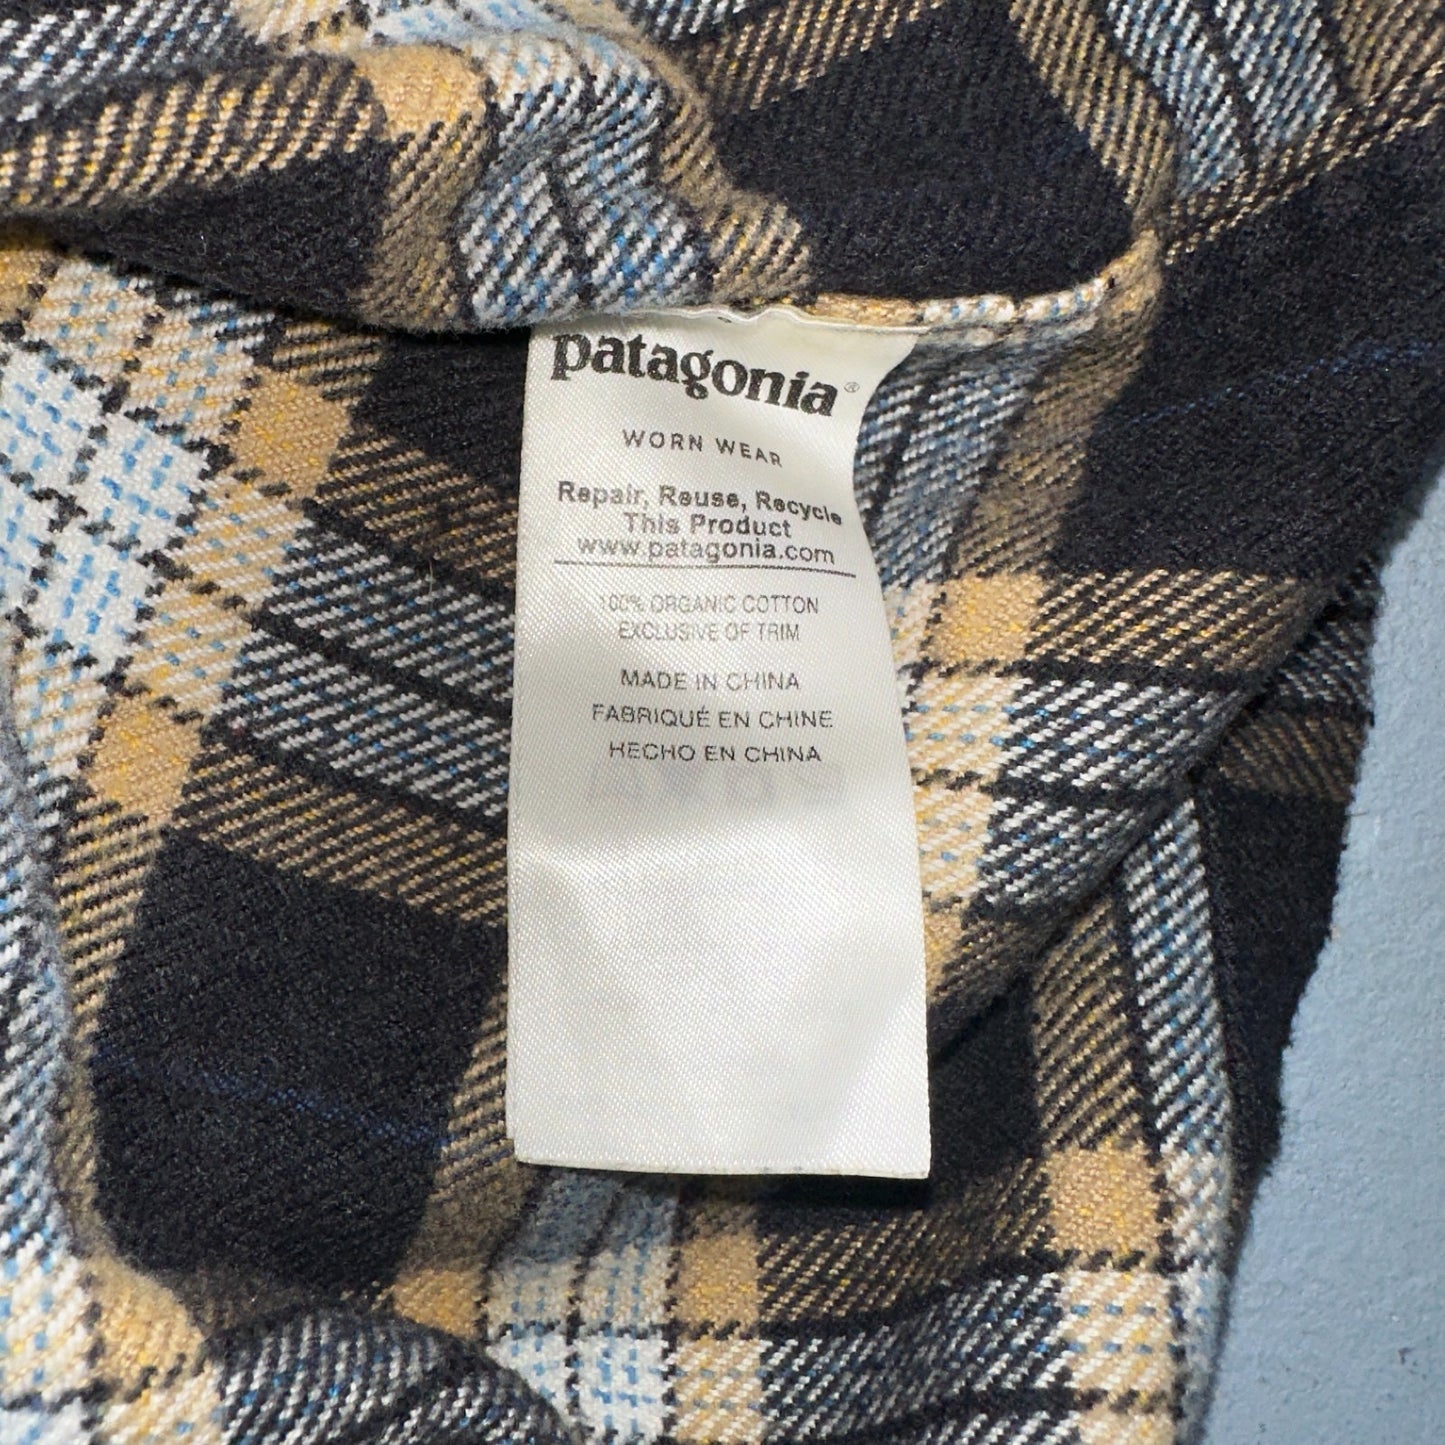 patagonia®
WORN WEAR
Repair, Reuse, Recycle
This Product
www.patagonia.com
100% ORGANIC COTTON
EXCLUSIVE OF TRIM
MADE IN CHINA
FABRIQUÉ EN CHINE
HECHO EN CHINA